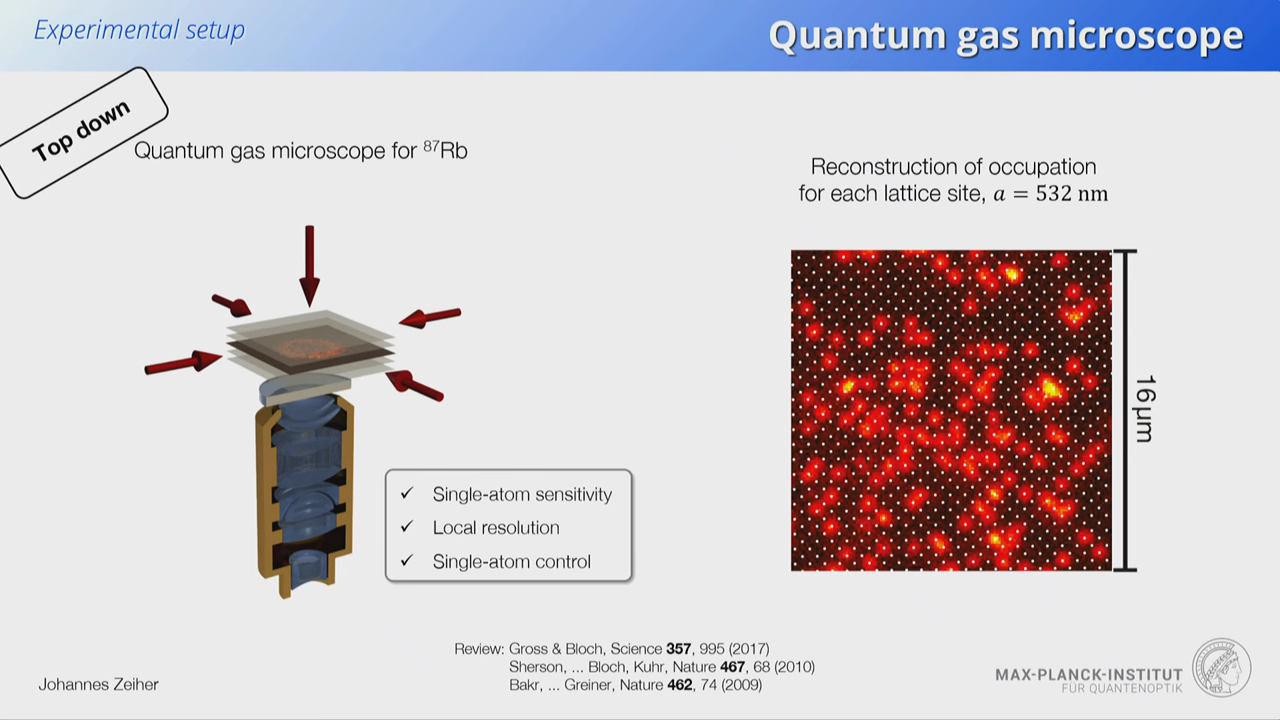 Experimental setup
Quantum gas microscope
Top down
Quantum gas microscope for ⁸⁷Rb
Reconstruction of occupation
for each lattice site, a = 532 nm
16 µm
✓ Single-atom sensitivity
✓ Local resolution
✓ Single-atom control
Review: Gross & Bloch, Science 357, 995 (2017)
Sherson, ... Bloch, Kuhr, Nature 467, 68 (2010)
Bakr, ... Greiner, Nature 462, 74 (2009)
Johannes Zeiher
MAX-PLANCK-INSTITUT
FÜR QUANTENOPTIK